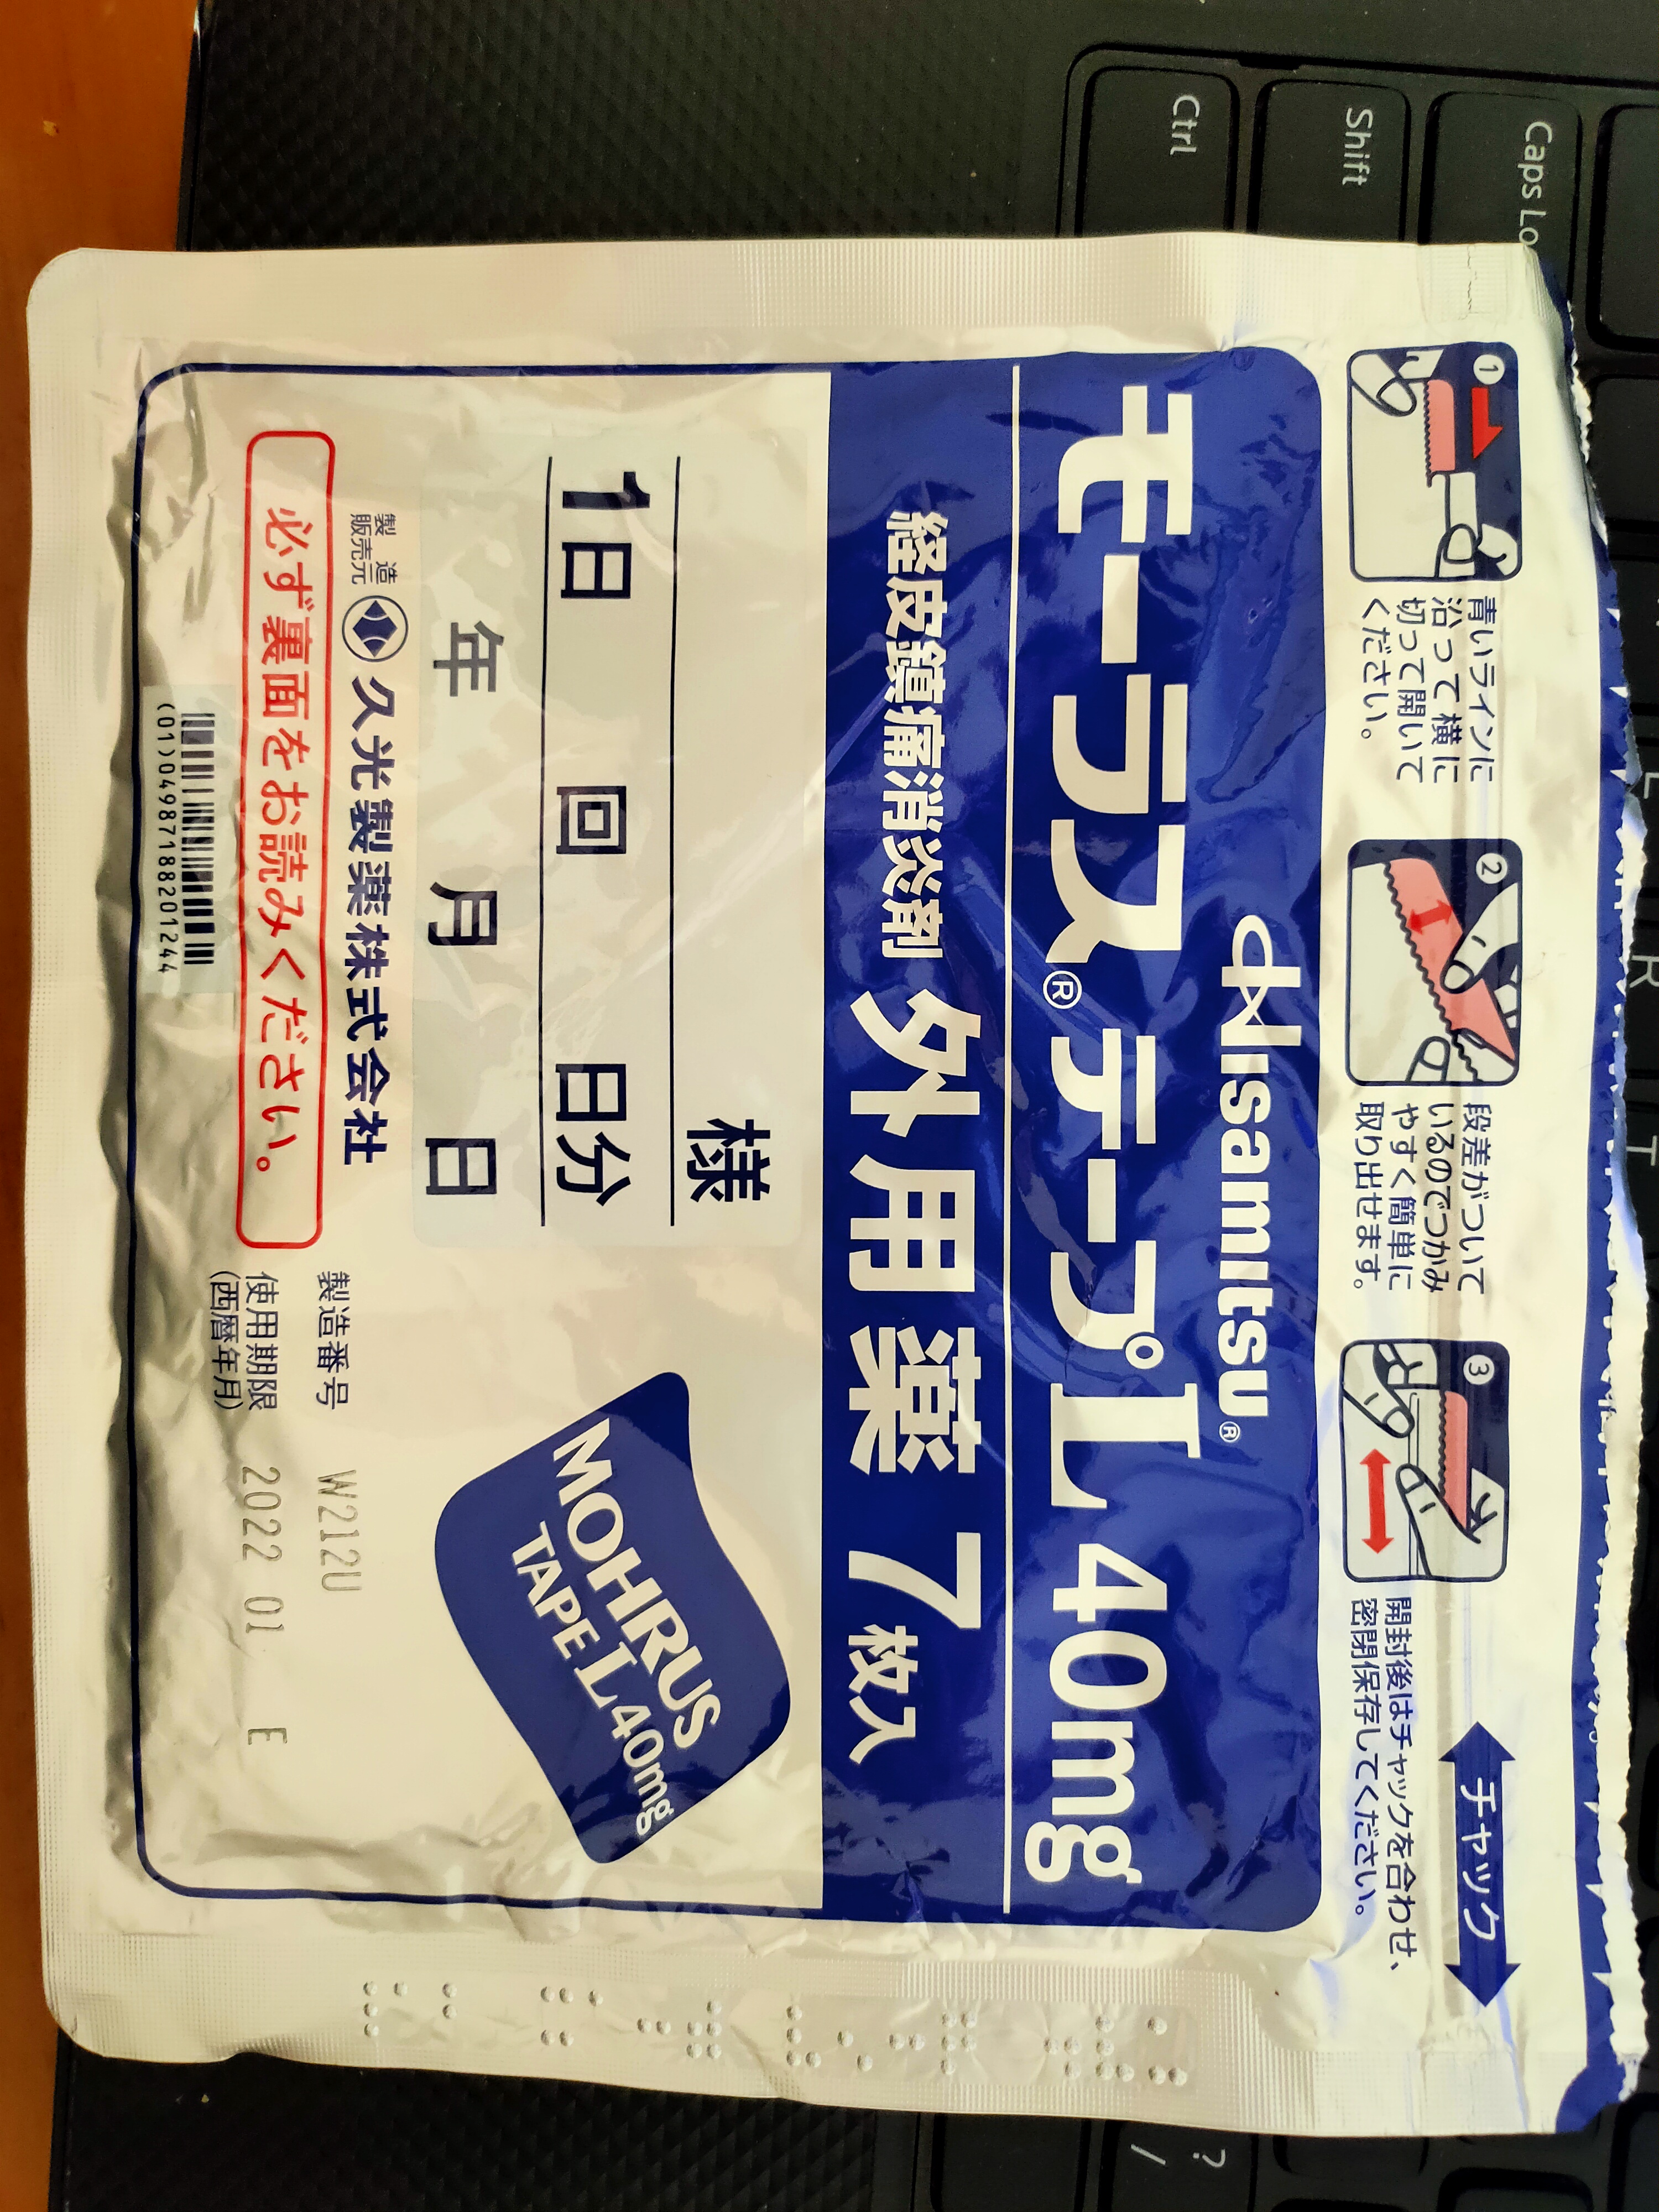 Ctrl
Shift
Caps Lo
チャック
①
青いラインに
沿って横に
切って開いて
ください。
②
段差がついて
いるのでつかみ
やすく簡単に
取り出せます。
③
開封後はチャックを合わせ、
密閉保存してください。
Hisamitsu®
モーラス®テープL40mg
経皮鎮痛消炎剤 外用薬 7枚入
様
1日 回 日分
年 月 日
MOHRUS
TAPE L 40mg
製造
販売元 久光製薬株式会社
必ず裏面をお読みください。
製造番号 W212U
使用期限 2022 01 E
(西暦年月)
(01)04987188201244
R
T
?
/